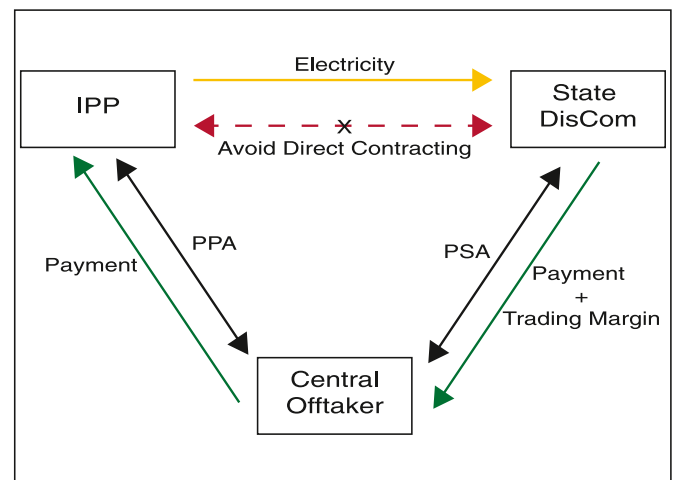 Electricity
IPP
State
DisCom
X
Avoid Direct Contracting
PPA
PSA
Payment
Payment
+
Trading Margin
Central
Offtaker